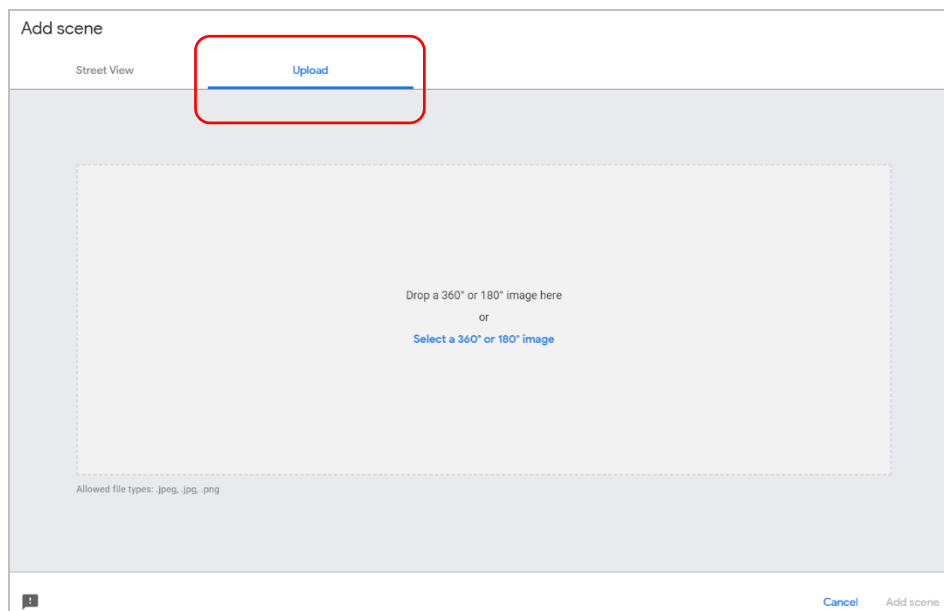 Add scene
Street View Upload
Drop a 360° or 180° image here
or
Select a 360° or 180° image
Allowed file types: .jpeg, .jpg, .png
Cancel Add scene